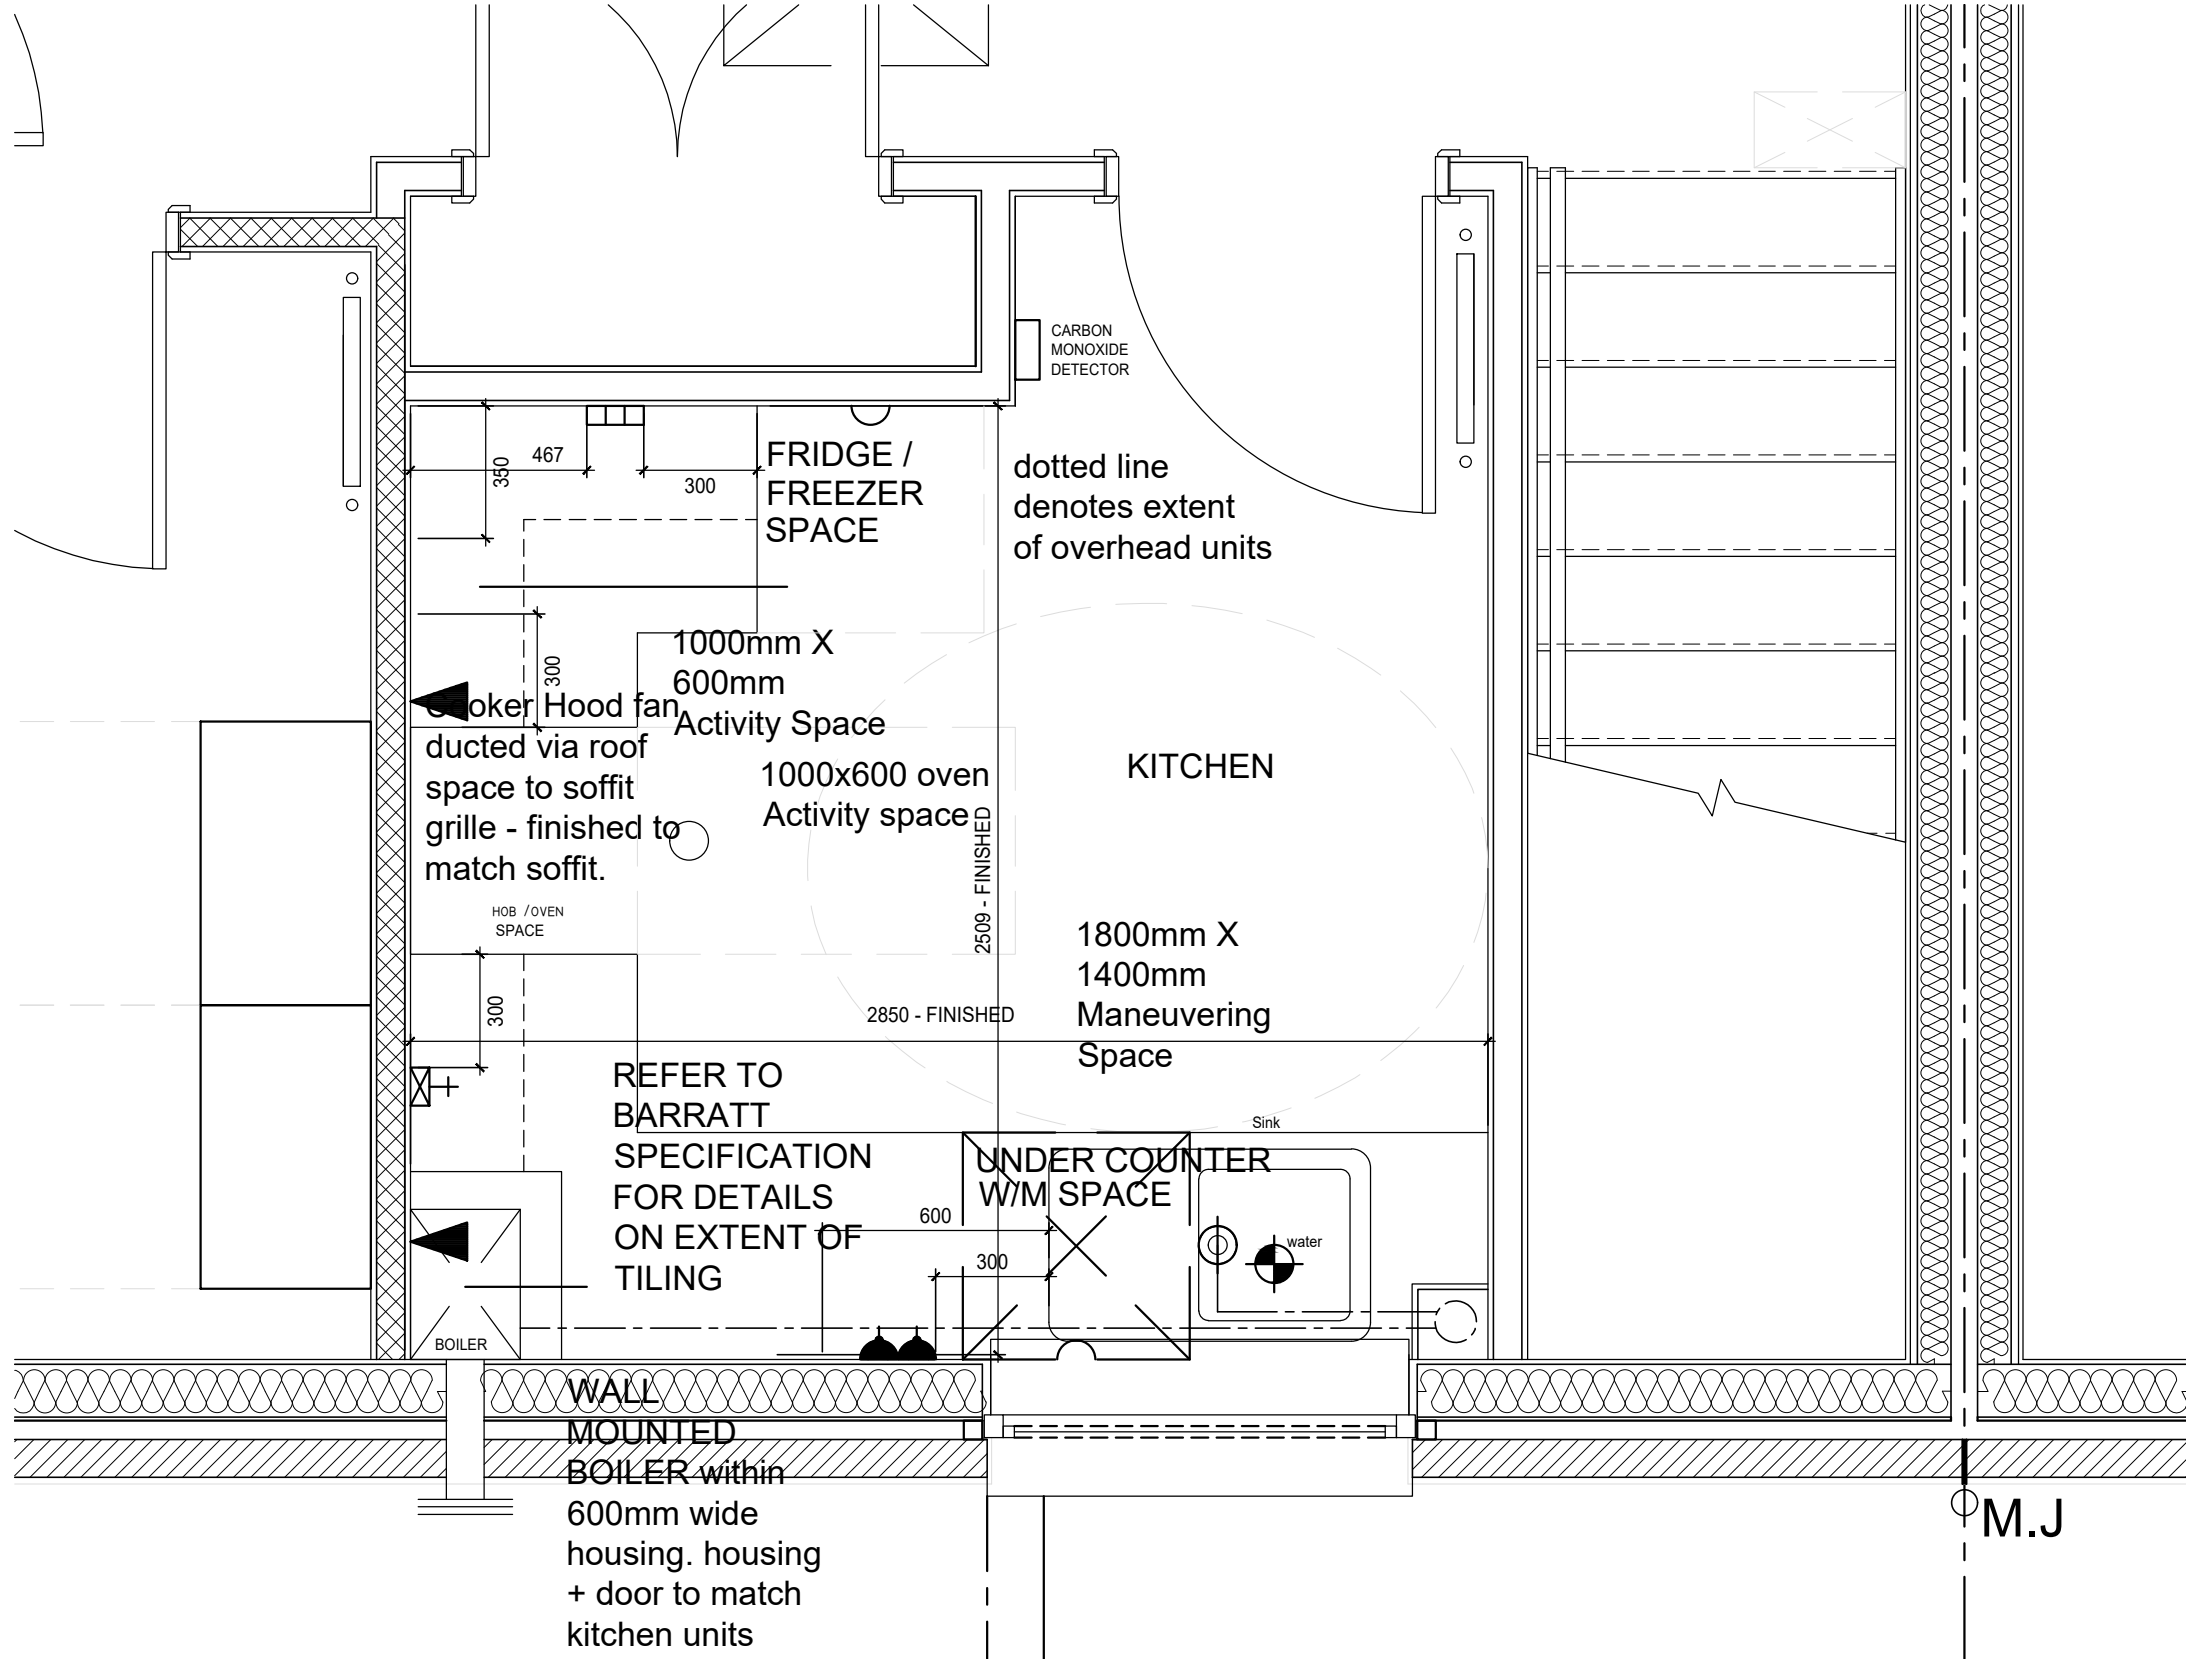 CARBON
MONOXIDE
DETECTOR
467
350
300
FRIDGE /
FREEZER
SPACE
dotted line
denotes extent
of overhead units
1000mm X
600mm
Activity Space
300
Cooker Hood fan
ducted via roof
space to soffit
grille - finished to
match soffit.
1000x600 oven
Activity space
KITCHEN
2509 - FINISHED
HOB / OVEN
SPACE
1800mm X
1400mm
Maneuvering
Space
300
2850 - FINISHED
REFER TO
BARRATT
SPECIFICATION
FOR DETAILS
ON EXTENT OF
TILING
Sink
UNDER COUNTER
W/M SPACE
600
300
water
BOILER
WALL
MOUNTED
BOILER within
600mm wide
housing. housing
+ door to match
kitchen units
M.J